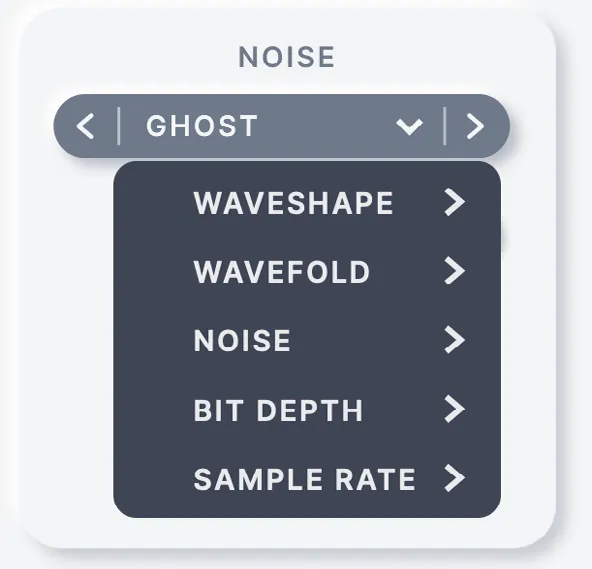 NOISE
GHOST
WAVESHAPE
WAVEFOLD
NOISE
BIT DEPTH
SAMPLE RATE